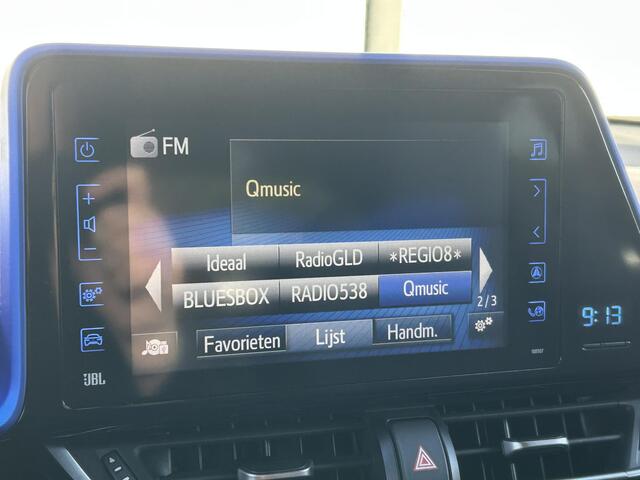 FM
Qmusic
Ideaal RadioGLD *REGIO8*
BLUESBOX RADIO538 Qmusic
2/3
Favorieten Lijst Handm.
9:13
JBL